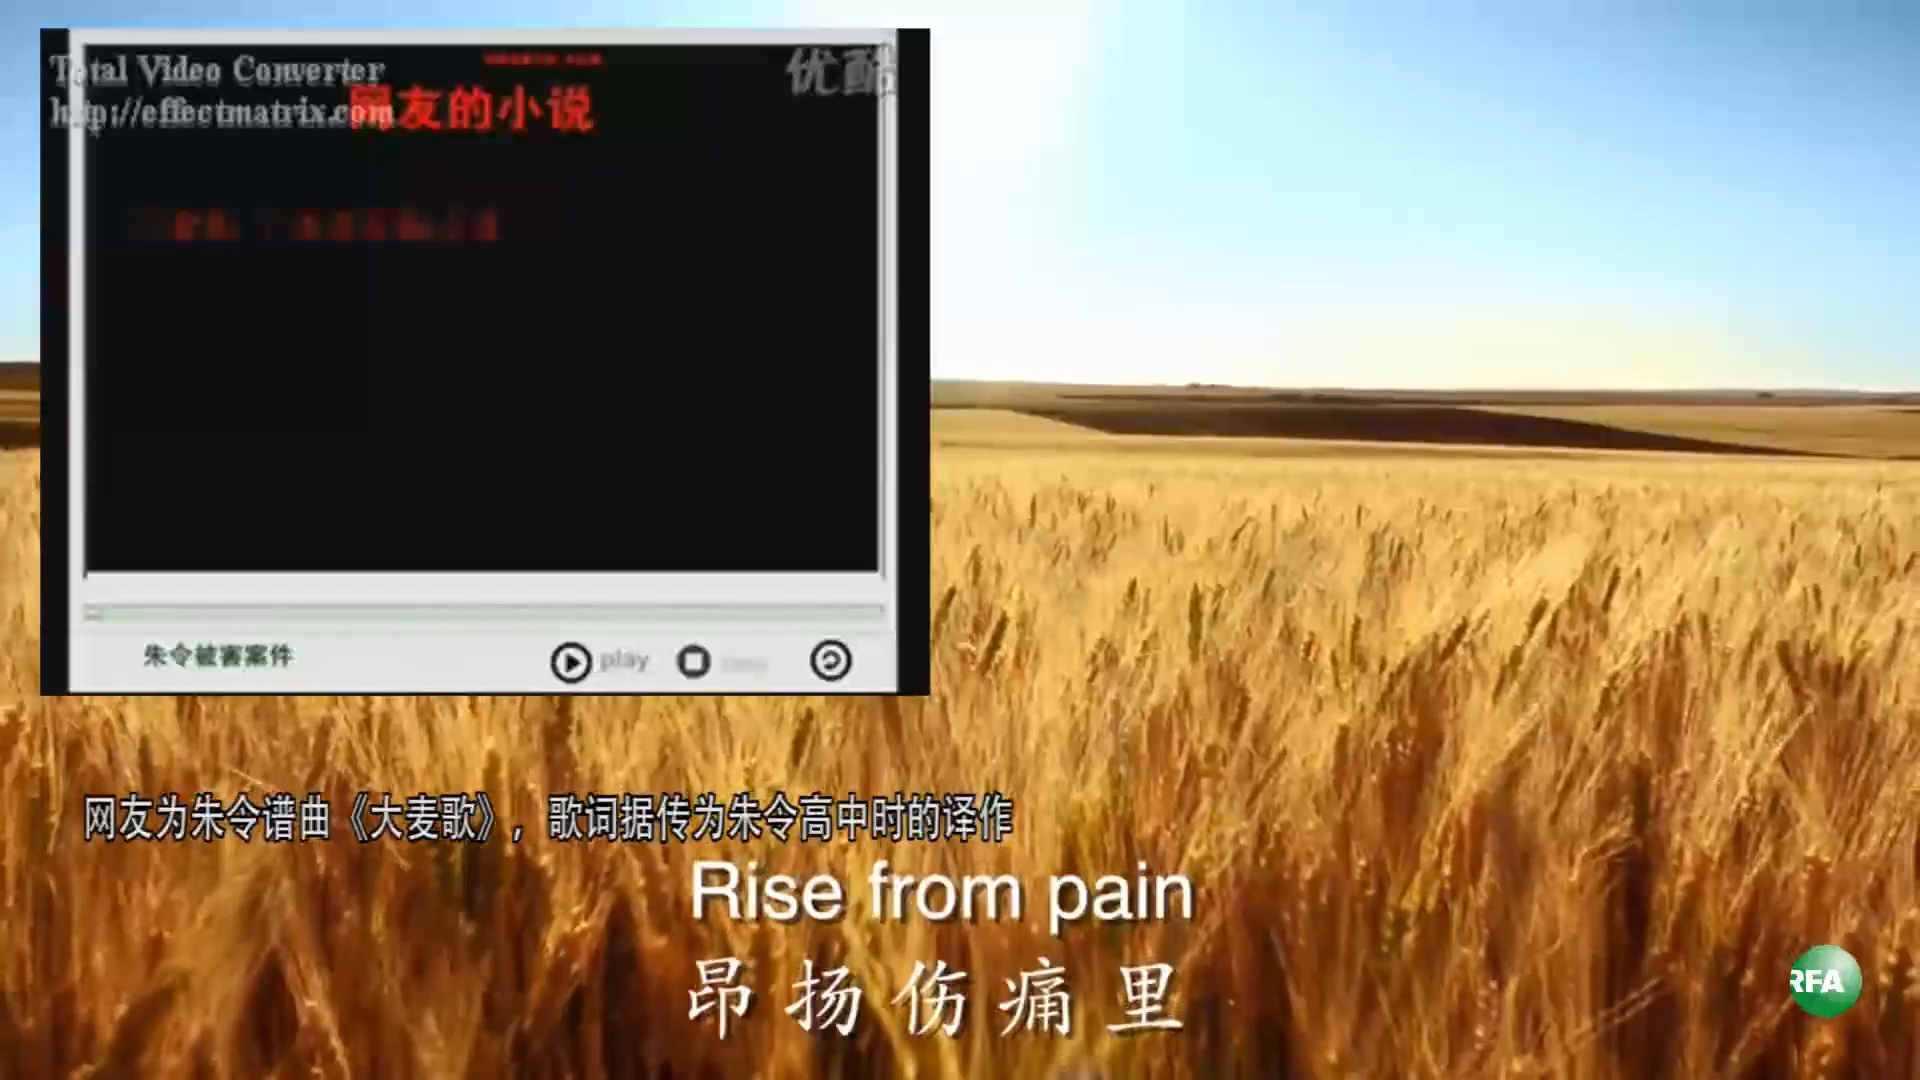 Total Video Converter
http://effectmatrix.com
优酷
网友的小说
朱令被害案件
play
网友为朱令谱曲《大麦歌》，歌词据传为朱令高中时的译作
Rise from pain
昂扬伤痛里
RFA